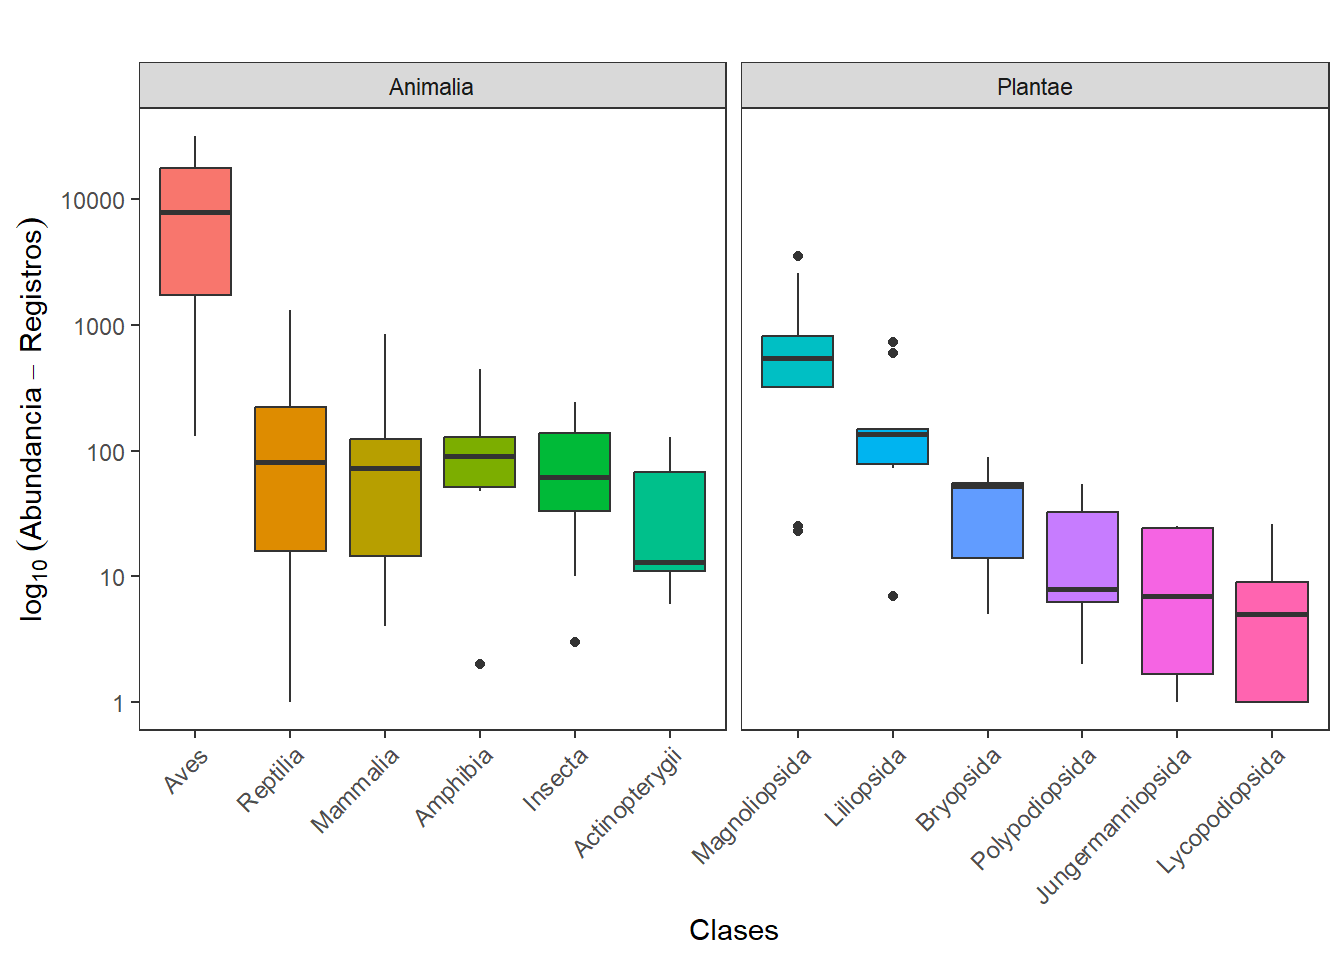 Animalia
Plantae
10000
1000
100
10
1
log10 (Abundancia − Registros)
Aves
Reptilia
Mammalia
Amphibia
Insecta
Actinopterygii
Magnoliopsida
Liliopsida
Bryopsida
Polypodiopsida
Jungermanniopsida
Lycopodiopsida
Clases